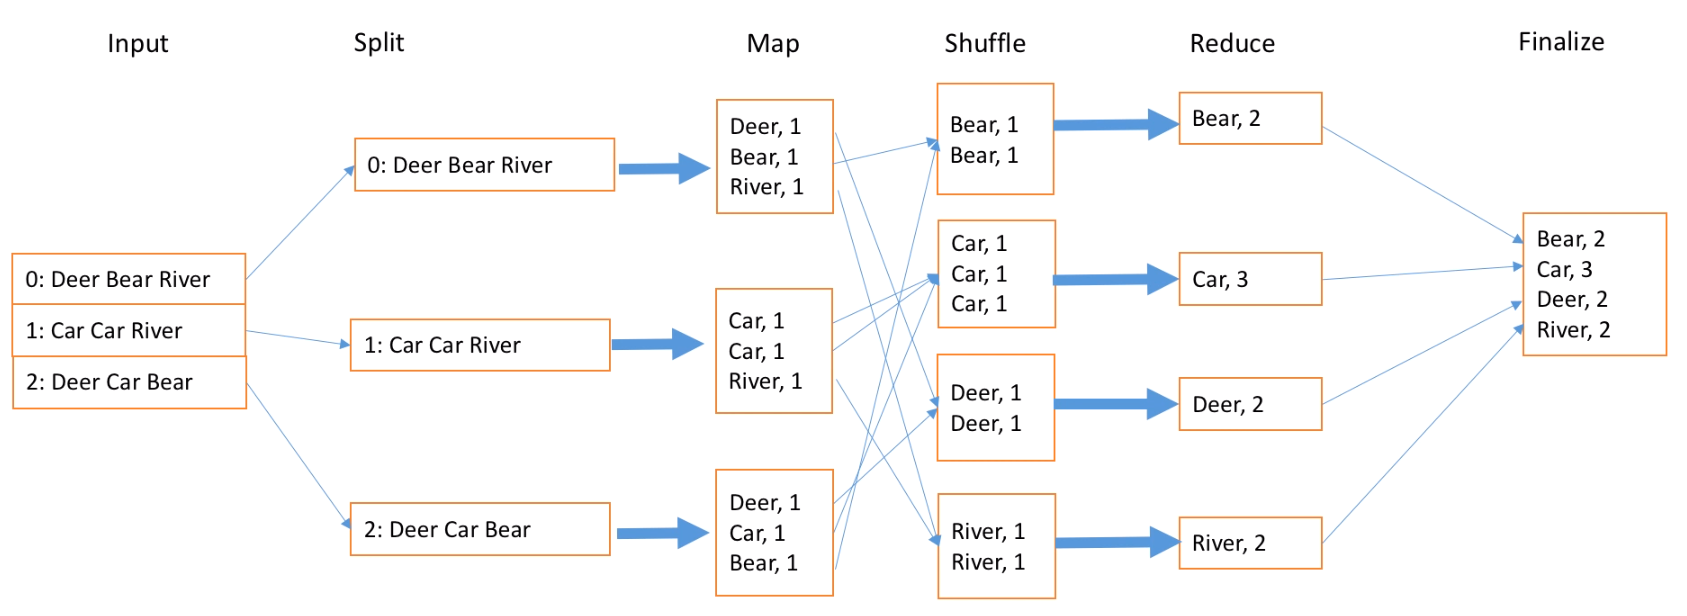 Input
Split
Map
Shuffle
Reduce
Finalize
0: Deer Bear River
1: Car Car River
2: Deer Car Bear
0: Deer Bear River
1: Car Car River
2: Deer Car Bear
Deer, 1
Bear, 1
River, 1
Car, 1
Car, 1
River, 1
Deer, 1
Car, 1
Bear, 1
Bear, 1
Bear, 1
Car, 1
Car, 1
Car, 1
Deer, 1
Deer, 1
River, 1
River, 1
Bear, 2
Car, 3
Deer, 2
River, 2
Bear, 2
Car, 3
Deer, 2
River, 2